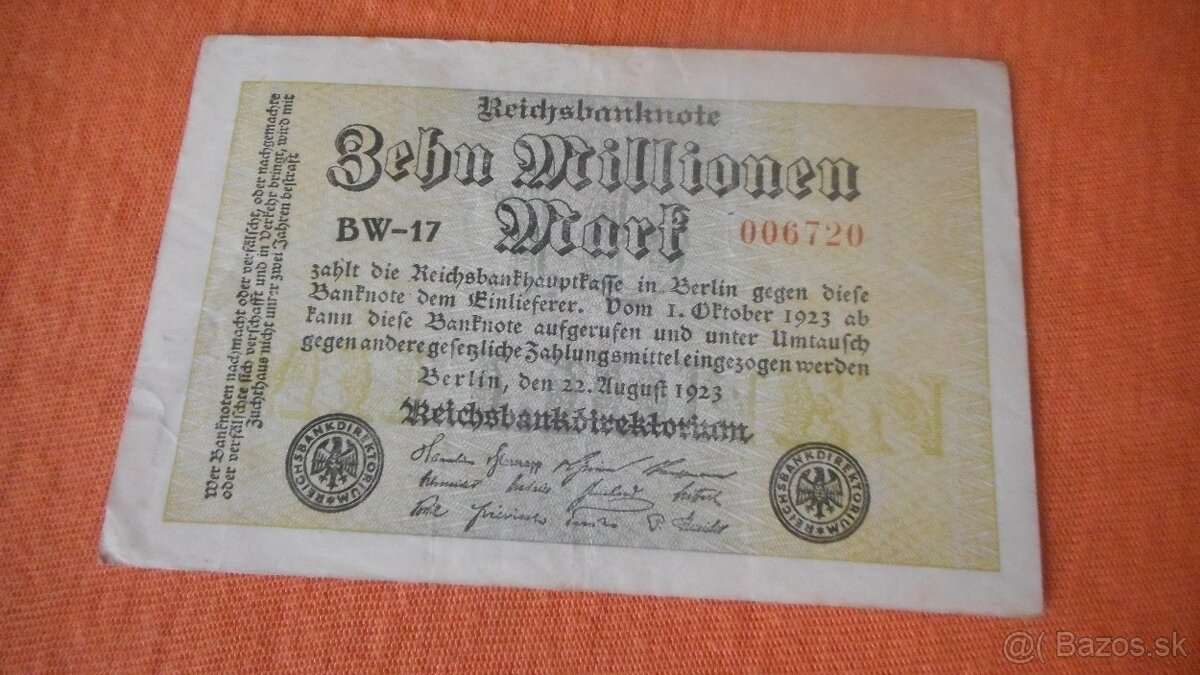 Reichsbanknote
Zehn Millionen
Mark
BW-17
006720
zahlt die Reichsbankhauptkasse in Berlin gegen diese
Banknote dem Einlieferer. Vom 1. Oktober 1923 ab
kann diese Banknote aufgerufen und unter Umtausch
gegen andere gesetzliche Zahlungsmittel eingezogen werden
Berlin, den 22. August 1923
Reichsbankdirektorium
REICHSBANKDIREKTORIUM
REICHSBANKDIREKTORIUM
Wer Banknoten nachmacht oder verfälscht, oder nachgemachte
oder verfälschte sich verschafft und in Verkehr bringt, wird mit
Zuchthaus nicht unter zwei Jahren bestraft
@( Bazos.sk